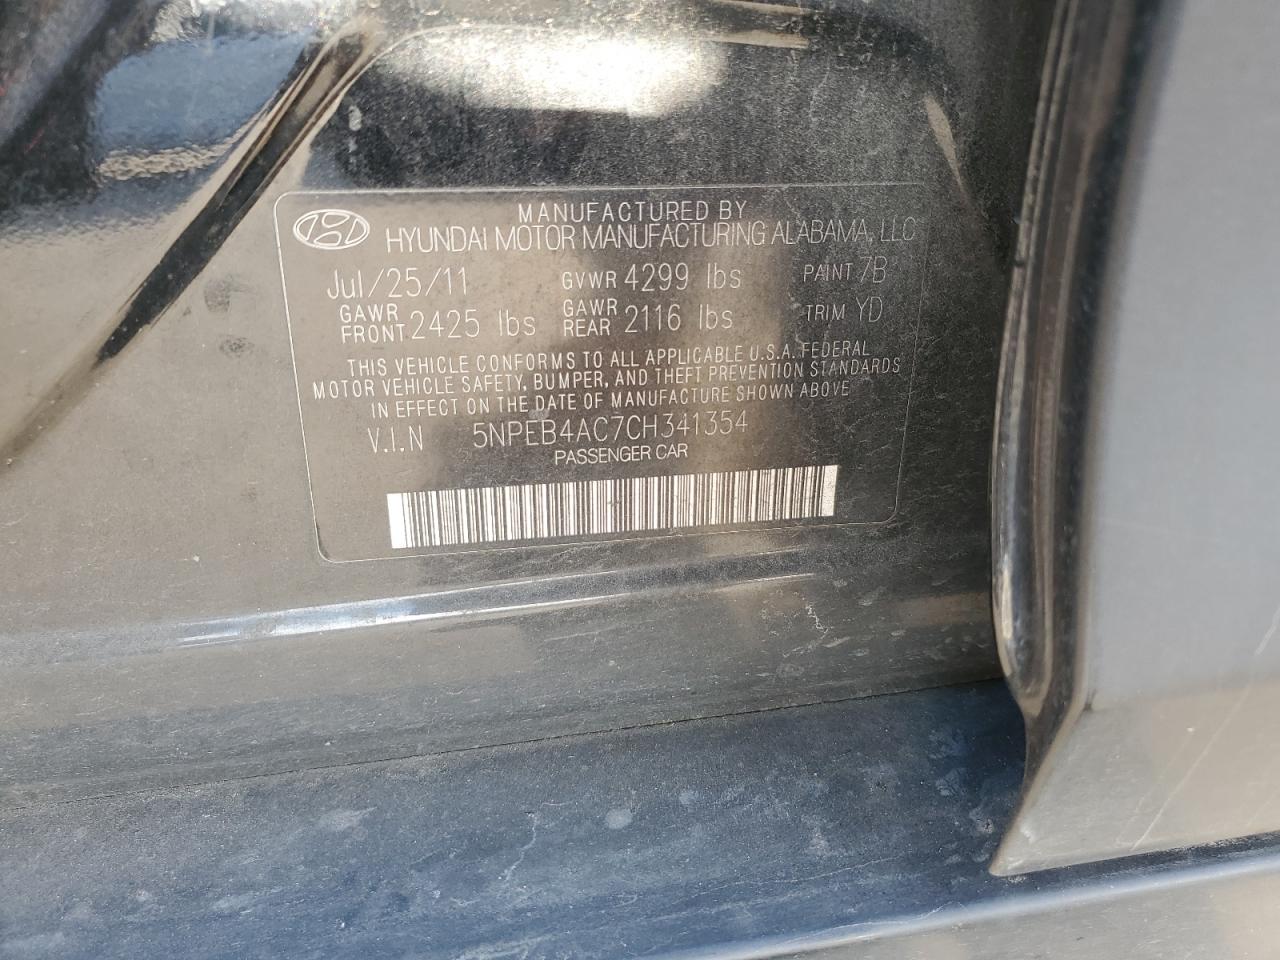 MANUFACTURED BY
HYUNDAI MOTOR MANUFACTURING ALABAMA, LLC
Jul/25/11 GVWR 4299 lbs PAINT 7B
GAWR FRONT 2425 lbs GAWR REAR 2116 lbs TRIM YD
THIS VEHICLE CONFORMS TO ALL APPLICABLE U.S.A. FEDERAL
MOTOR VEHICLE SAFETY, BUMPER, AND THEFT PREVENTION STANDARDS
IN EFFECT ON THE DATE OF MANUFACTURE SHOWN ABOVE
V.I.N 5NPEB4AC7CH341354
PASSENGER CAR